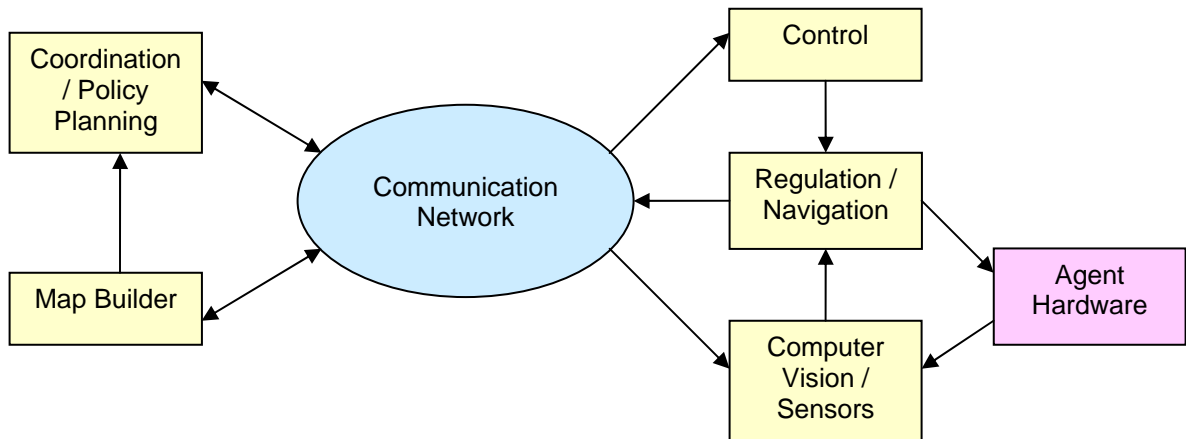 Coordination
/ Policy
Planning
Control
Communication
Network
Regulation /
Navigation
Map Builder
Agent
Hardware
Computer
Vision /
Sensors